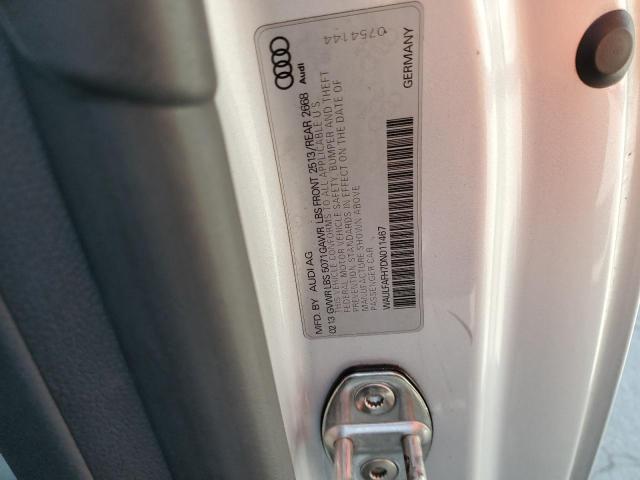 MFD. BY AUDI AG
02 13 GVWR LBS 5071 GAWR LBS FRONT 2513/REAR 2668
THIS VEHICLE CONFORMS TO ALL APPLICABLE U.S.
FEDERAL MOTOR VEHICLE SAFETY, BUMPER AND THEFT
PREVENTION STANDARDS IN EFFECT ON THE DATE OF
MANUFACTURE SHOWN ABOVE
PASSENGER CAR
WAULFAFH7DN011467
GERMANY
Audi
0754144